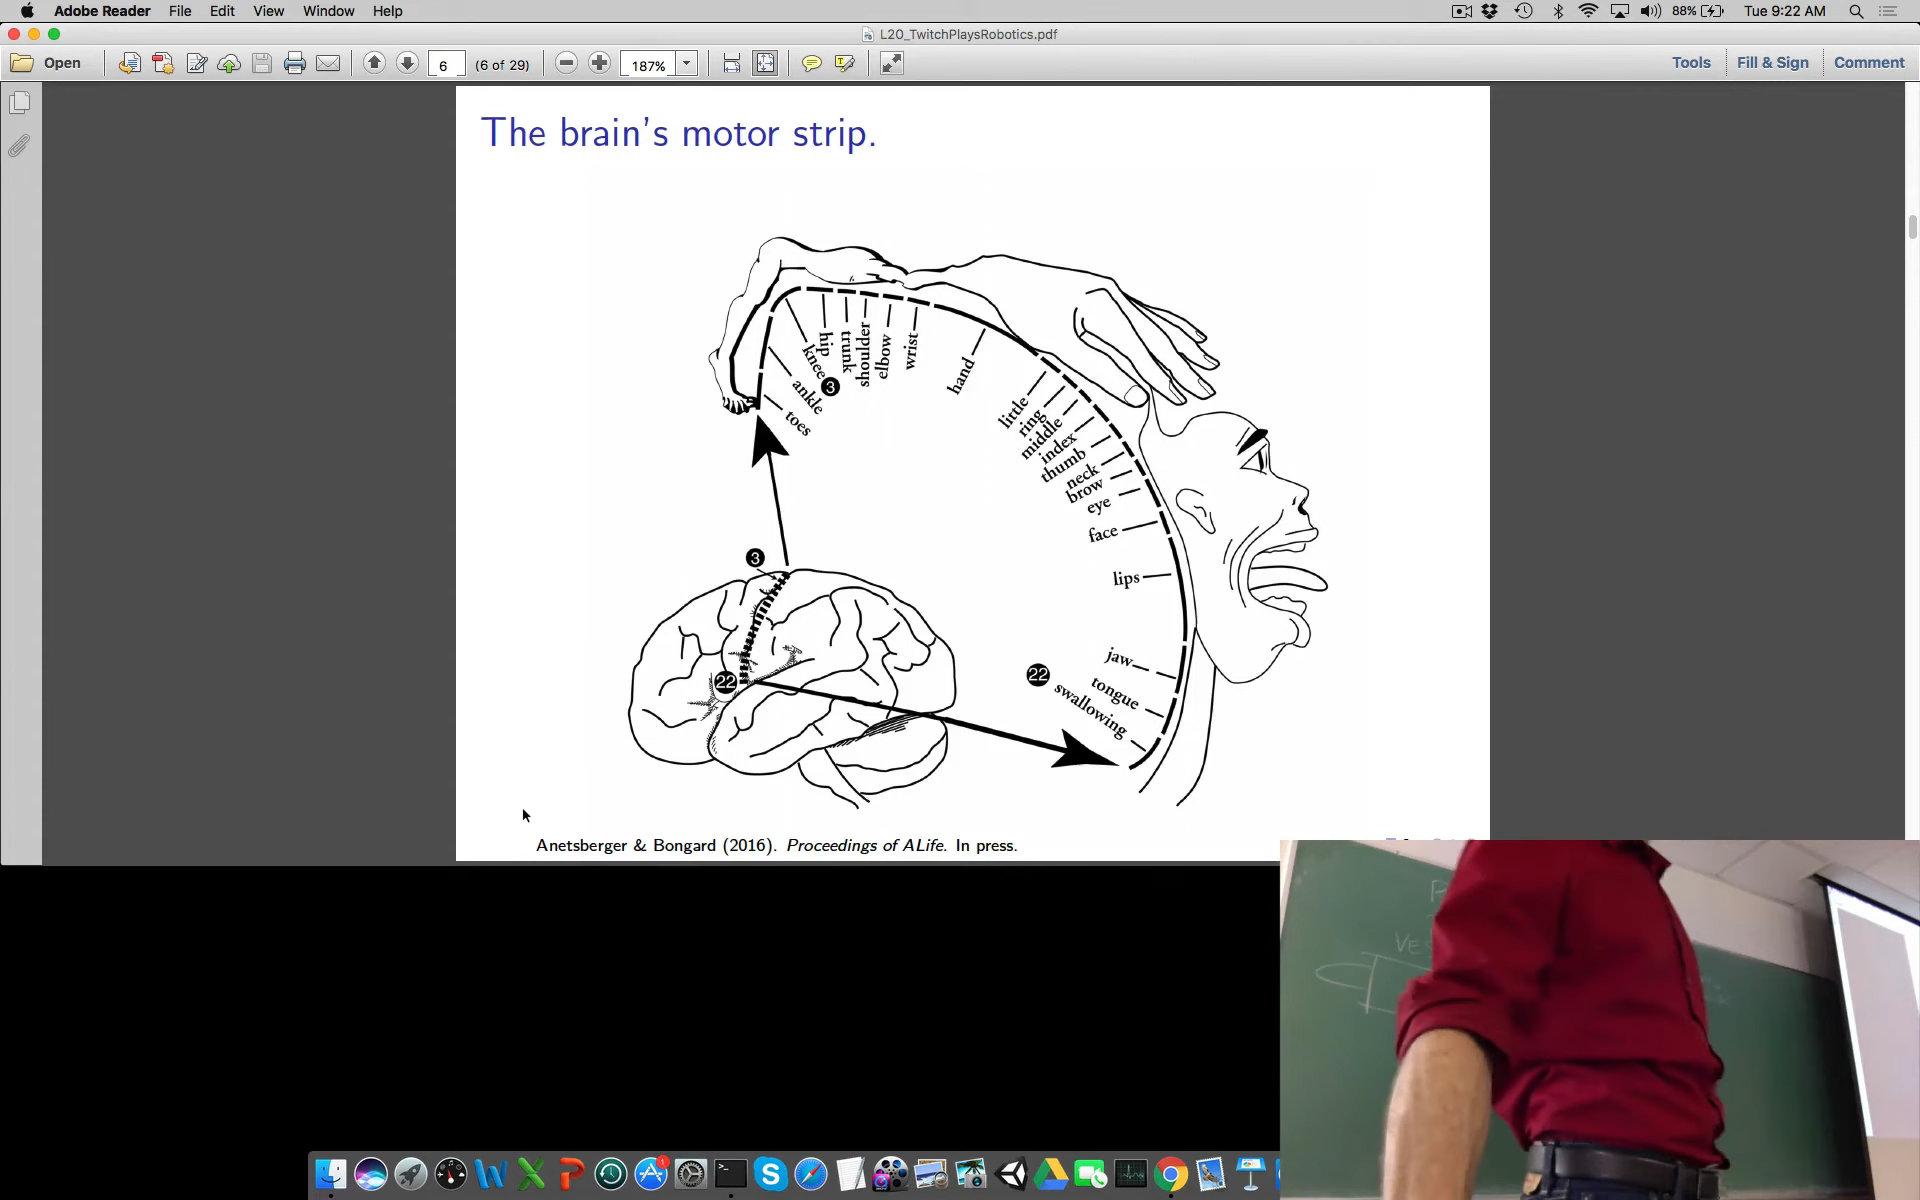 Adobe Reader File Edit View Window Help 88% Tue 9:22 AM
L20_TwitchPlaysRobotics.pdf
Open 6 (6 of 29) 187% Tools Fill & Sign Comment
The brain's motor strip.
toes
ankle
knee
3
hip
trunk
shoulder
elbow
wrist
hand
little
ring
middle
index
thumb
neck
brow
eye
face
lips
jaw
tongue
swallowing
22
3
22
Anetsberger & Bongard (2016). Proceedings of ALife. In press.